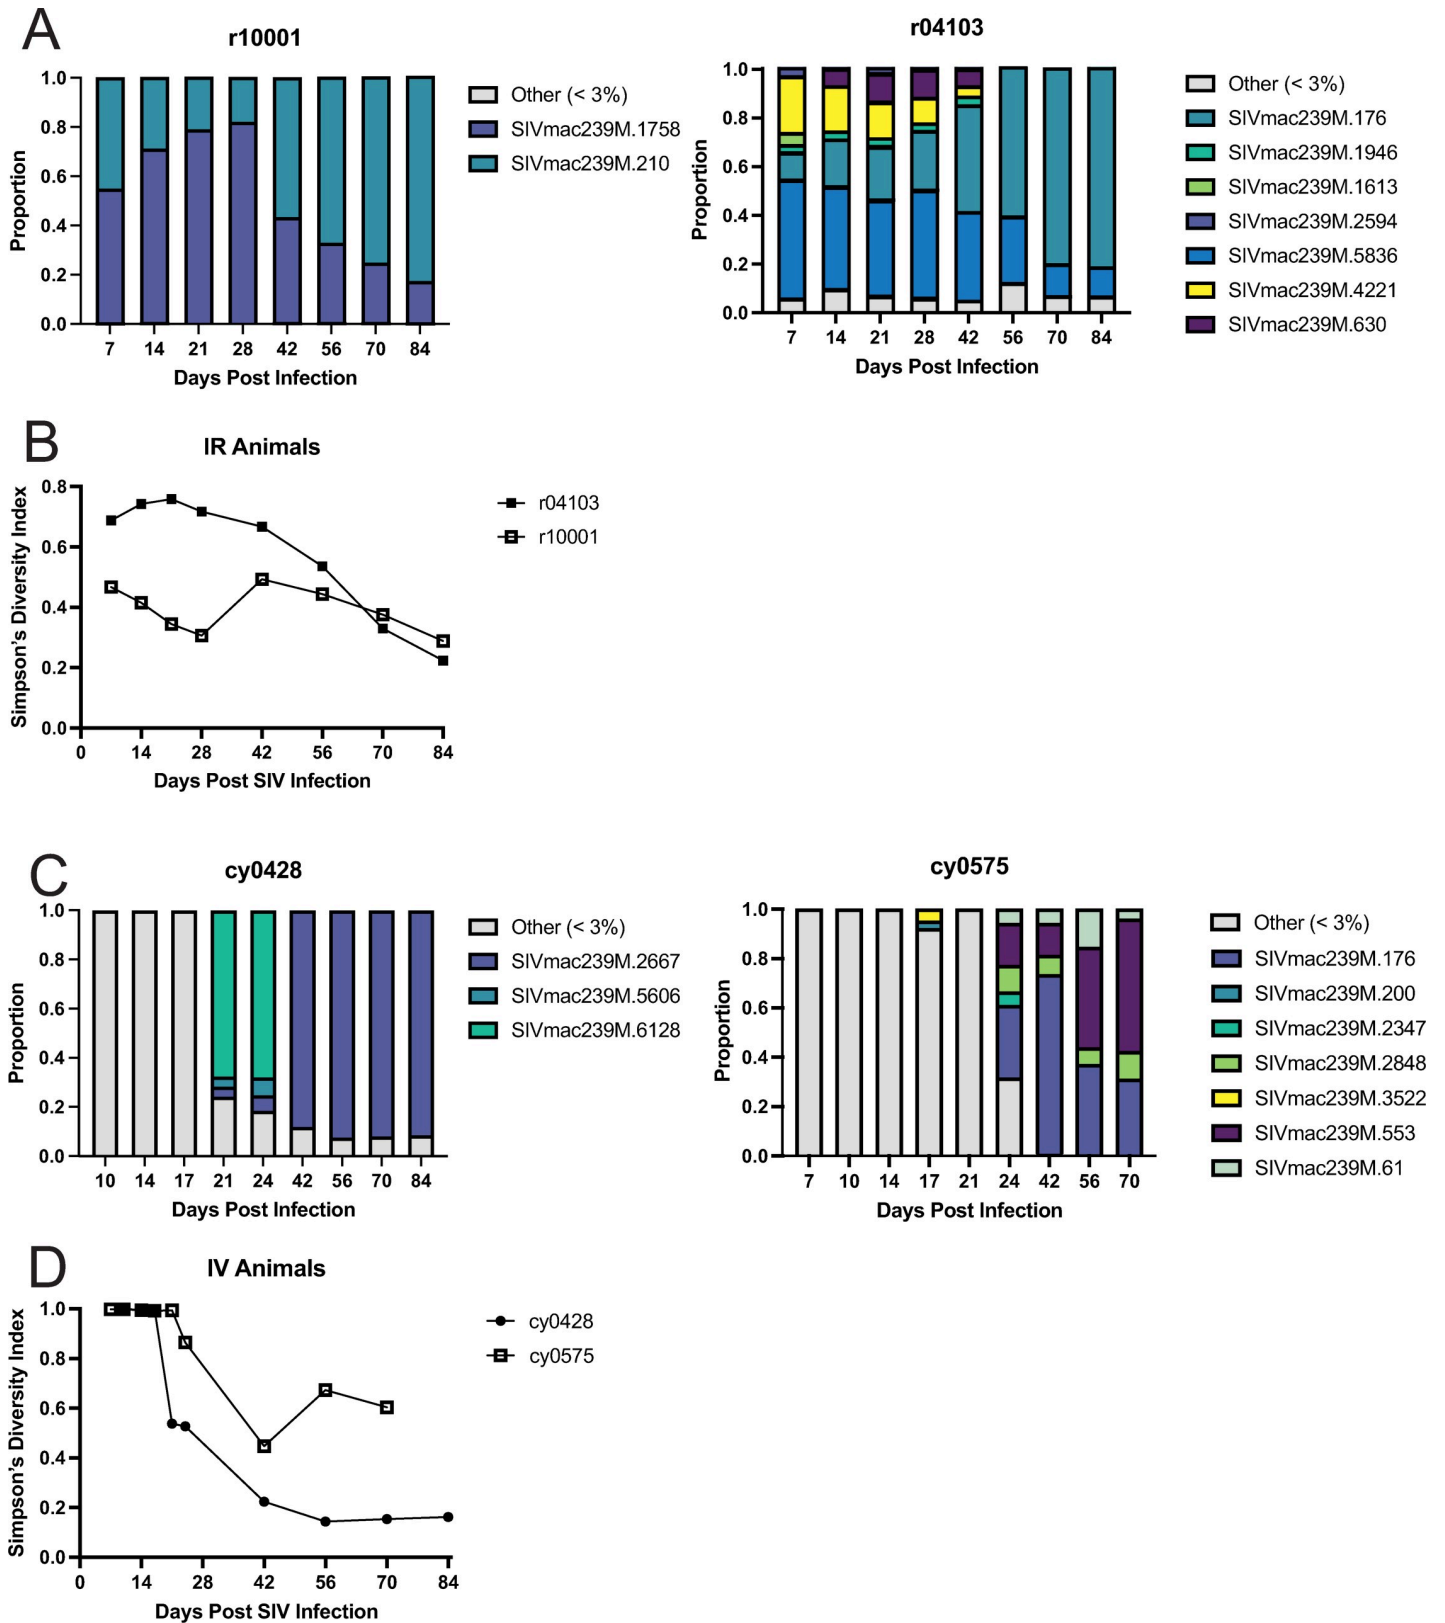 A
r10001
1.0
0.8
0.6
0.4
0.2
0.0
Proportion
7 14 21 28 42 56 70 84
Days Post Infection
Other (< 3%)
SIVmac239M.1758
SIVmac239M.210
r04103
1.0
0.8
0.6
0.4
0.2
0.0
Proportion
7 14 21 28 42 56 70 84
Days Post Infection
Other (< 3%)
SIVmac239M.176
SIVmac239M.1946
SIVmac239M.1613
SIVmac239M.2594
SIVmac239M.5836
SIVmac239M.4221
SIVmac239M.630
B
IR Animals
0.8
0.6
0.4
0.2
0.0
Simpson's Diversity Index
0 14 28 42 56 70 84
Days Post SIV Infection
r04103
r10001
C
cy0428
1.0
0.8
0.6
0.4
0.2
0.0
Proportion
10 14 17 21 24 42 56 70 84
Days Post Infection
Other (< 3%)
SIVmac239M.2667
SIVmac239M.5606
SIVmac239M.6128
cy0575
1.0
0.8
0.6
0.4
0.2
0.0
Proportion
7 10 14 17 21 24 42 56 70
Days Post Infection
Other (< 3%)
SIVmac239M.176
SIVmac239M.200
SIVmac239M.2347
SIVmac239M.2848
SIVmac239M.3522
SIVmac239M.553
SIVmac239M.61
D
IV Animals
1.0
0.8
0.6
0.4
0.2
0.0
Simpson's Diversity Index
0 14 28 42 56 70 84
Days Post SIV Infection
cy0428
cy0575